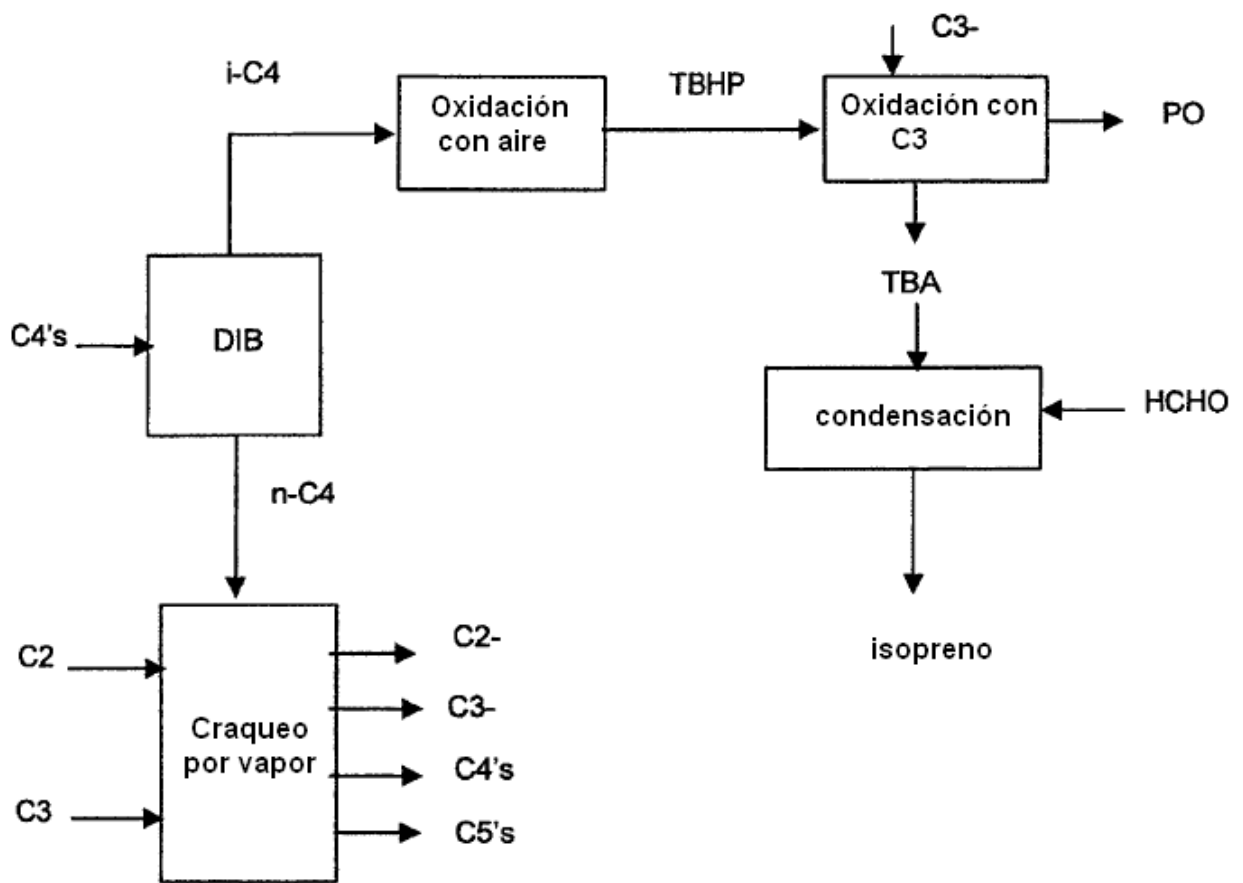 C3-
i-C4
TBHP
Oxidación
con aire
Oxidación con
C3
PO
TBA
C4's
DIB
condensación
HCHO
n-C4
isopreno
C2
C3
Craqueo
por vapor
C2-
C3-
C4's
C5's